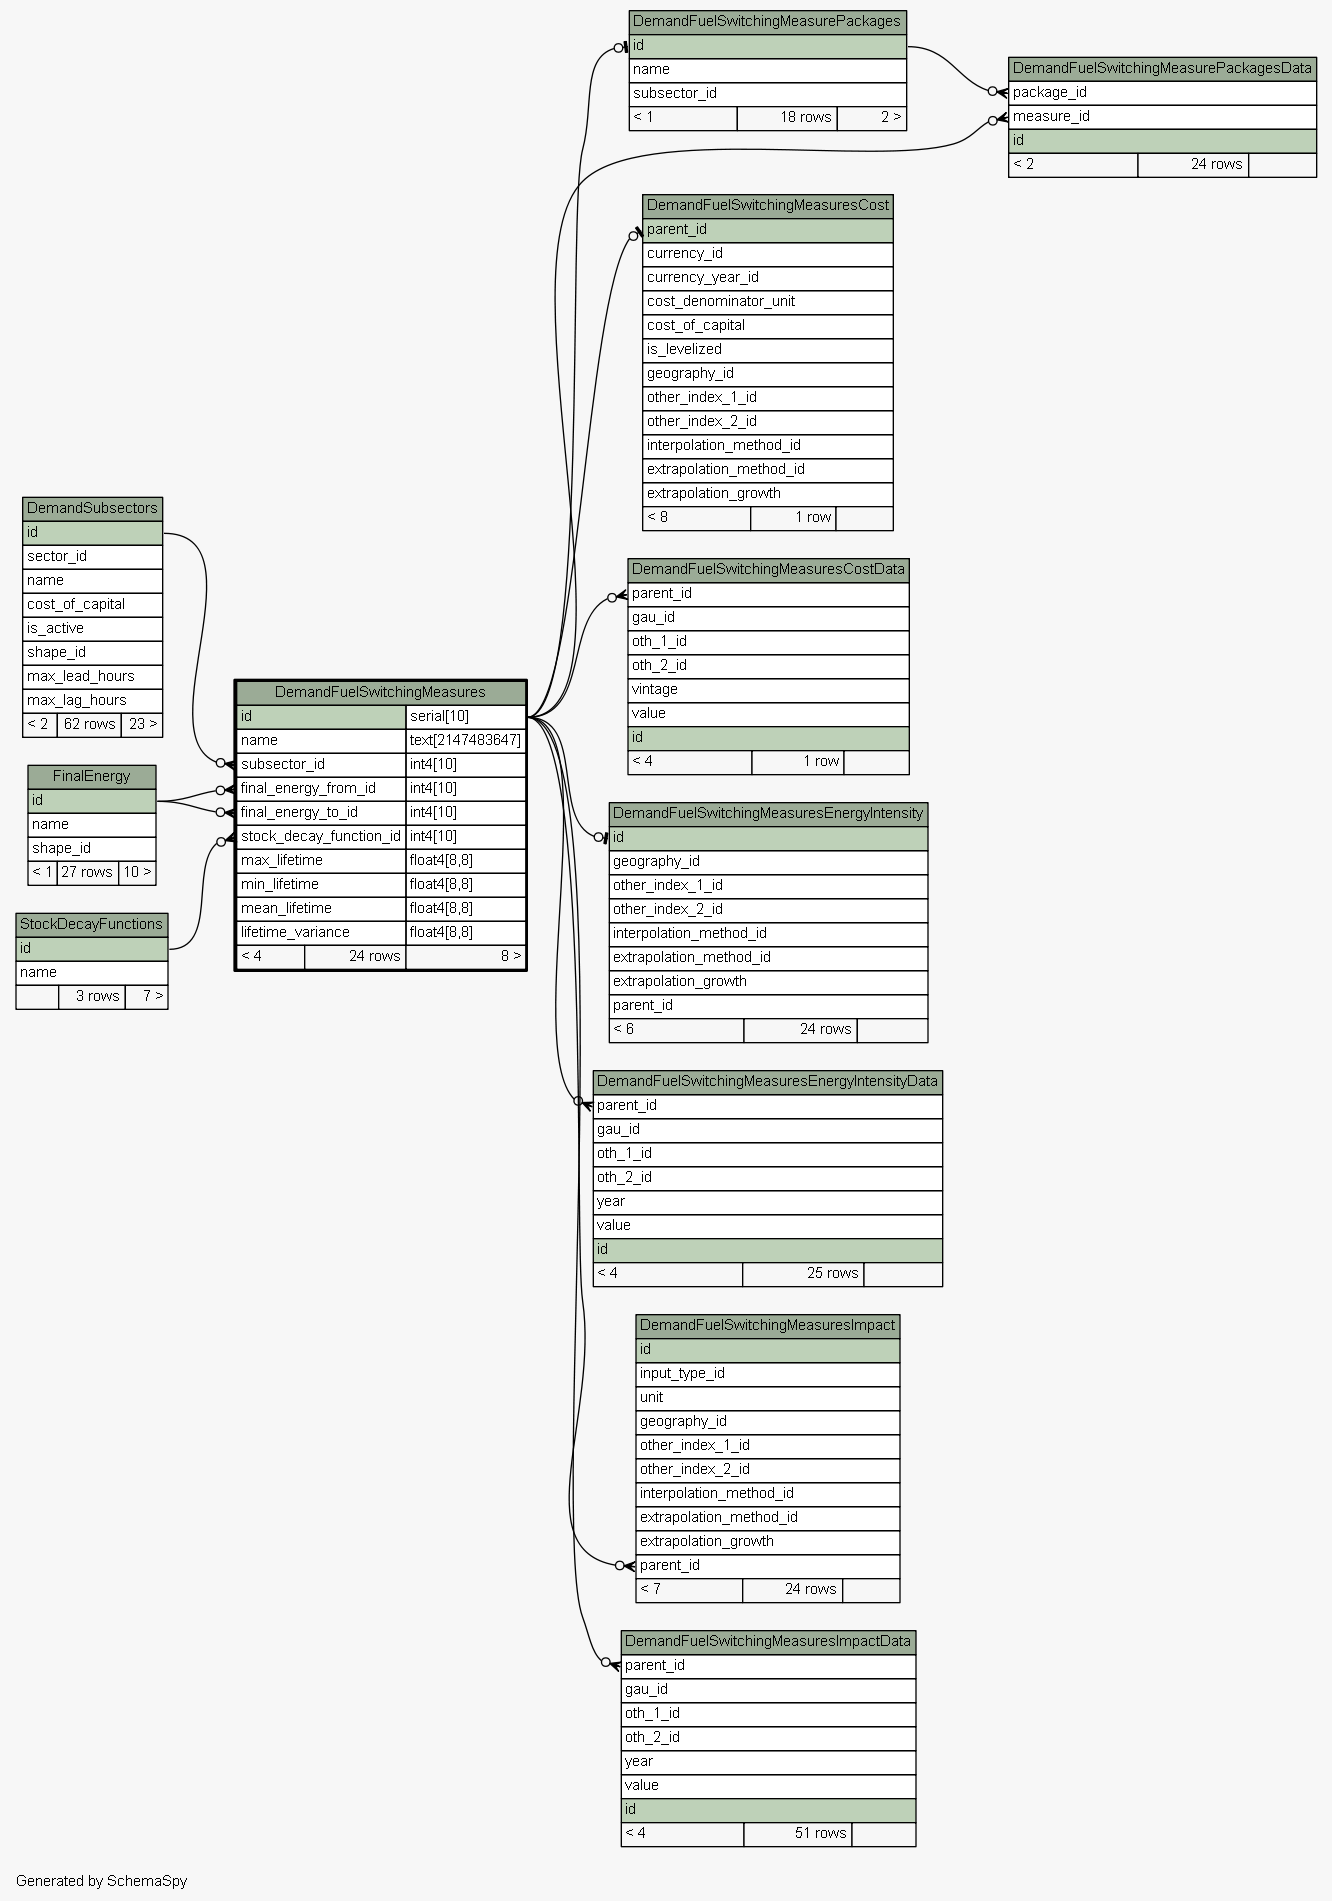 DemandFuelSwitchingMeasurePackages
id
name
subsector_id
< 1 18 rows 2 >
DemandFuelSwitchingMeasurePackagesData
package_id
measure_id
id
< 2 24 rows
DemandFuelSwitchingMeasuresCost
parent_id
currency_id
currency_year_id
cost_denominator_unit
cost_of_capital
is_levelized
geography_id
other_index_1_id
other_index_2_id
interpolation_method_id
extrapolation_method_id
extrapolation_growth
< 8 1 row
DemandSubsectors
id
sector_id
name
cost_of_capital
is_active
shape_id
max_lead_hours
max_lag_hours
< 2 62 rows 23 >
DemandFuelSwitchingMeasuresCostData
parent_id
gau_id
oth_1_id
oth_2_id
vintage
value
id
< 4 1 row
DemandFuelSwitchingMeasures
id serial[10]
name text[2147483647]
subsector_id int4[10]
final_energy_from_id int4[10]
final_energy_to_id int4[10]
stock_decay_function_id int4[10]
max_lifetime float4[8,8]
min_lifetime float4[8,8]
mean_lifetime float4[8,8]
lifetime_variance float4[8,8]
< 4 24 rows 8 >
FinalEnergy
id
name
shape_id
< 1 27 rows 10 >
StockDecayFunctions
id
name
3 rows 7 >
DemandFuelSwitchingMeasuresEnergyIntensity
id
geography_id
other_index_1_id
other_index_2_id
interpolation_method_id
extrapolation_method_id
extrapolation_growth
parent_id
< 6 24 rows
DemandFuelSwitchingMeasuresEnergyIntensityData
parent_id
gau_id
oth_1_id
oth_2_id
year
value
id
< 4 25 rows
DemandFuelSwitchingMeasuresImpact
id
input_type_id
unit
geography_id
other_index_1_id
other_index_2_id
interpolation_method_id
extrapolation_method_id
extrapolation_growth
parent_id
< 7 24 rows
DemandFuelSwitchingMeasuresImpactData
parent_id
gau_id
oth_1_id
oth_2_id
year
value
id
< 4 51 rows
Generated by SchemaSpy